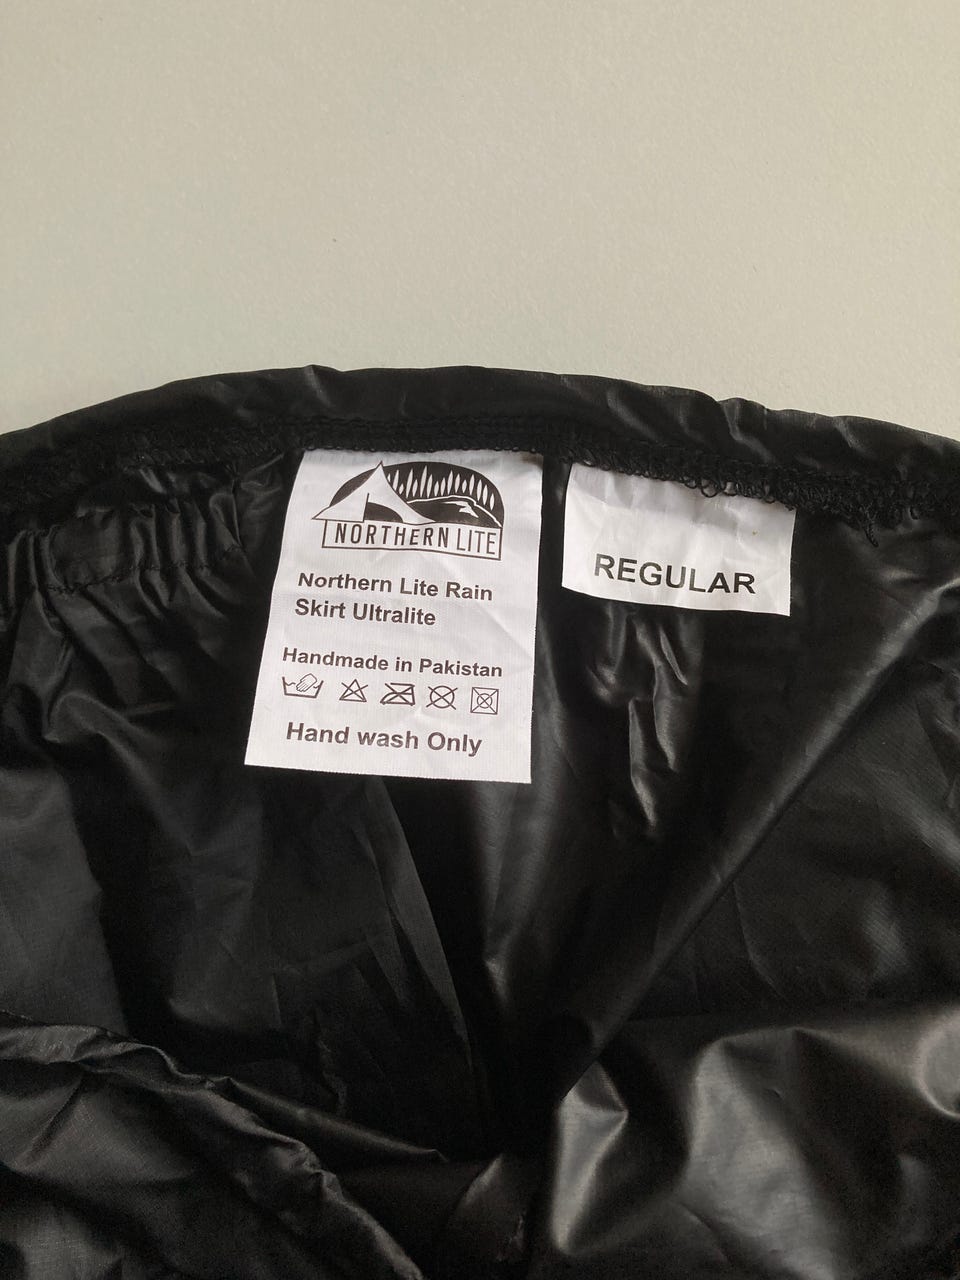 NORTHERN LITE
Northern Lite Rain
Skirt Ultralite
Handmade in Pakistan
Hand wash Only
REGULAR